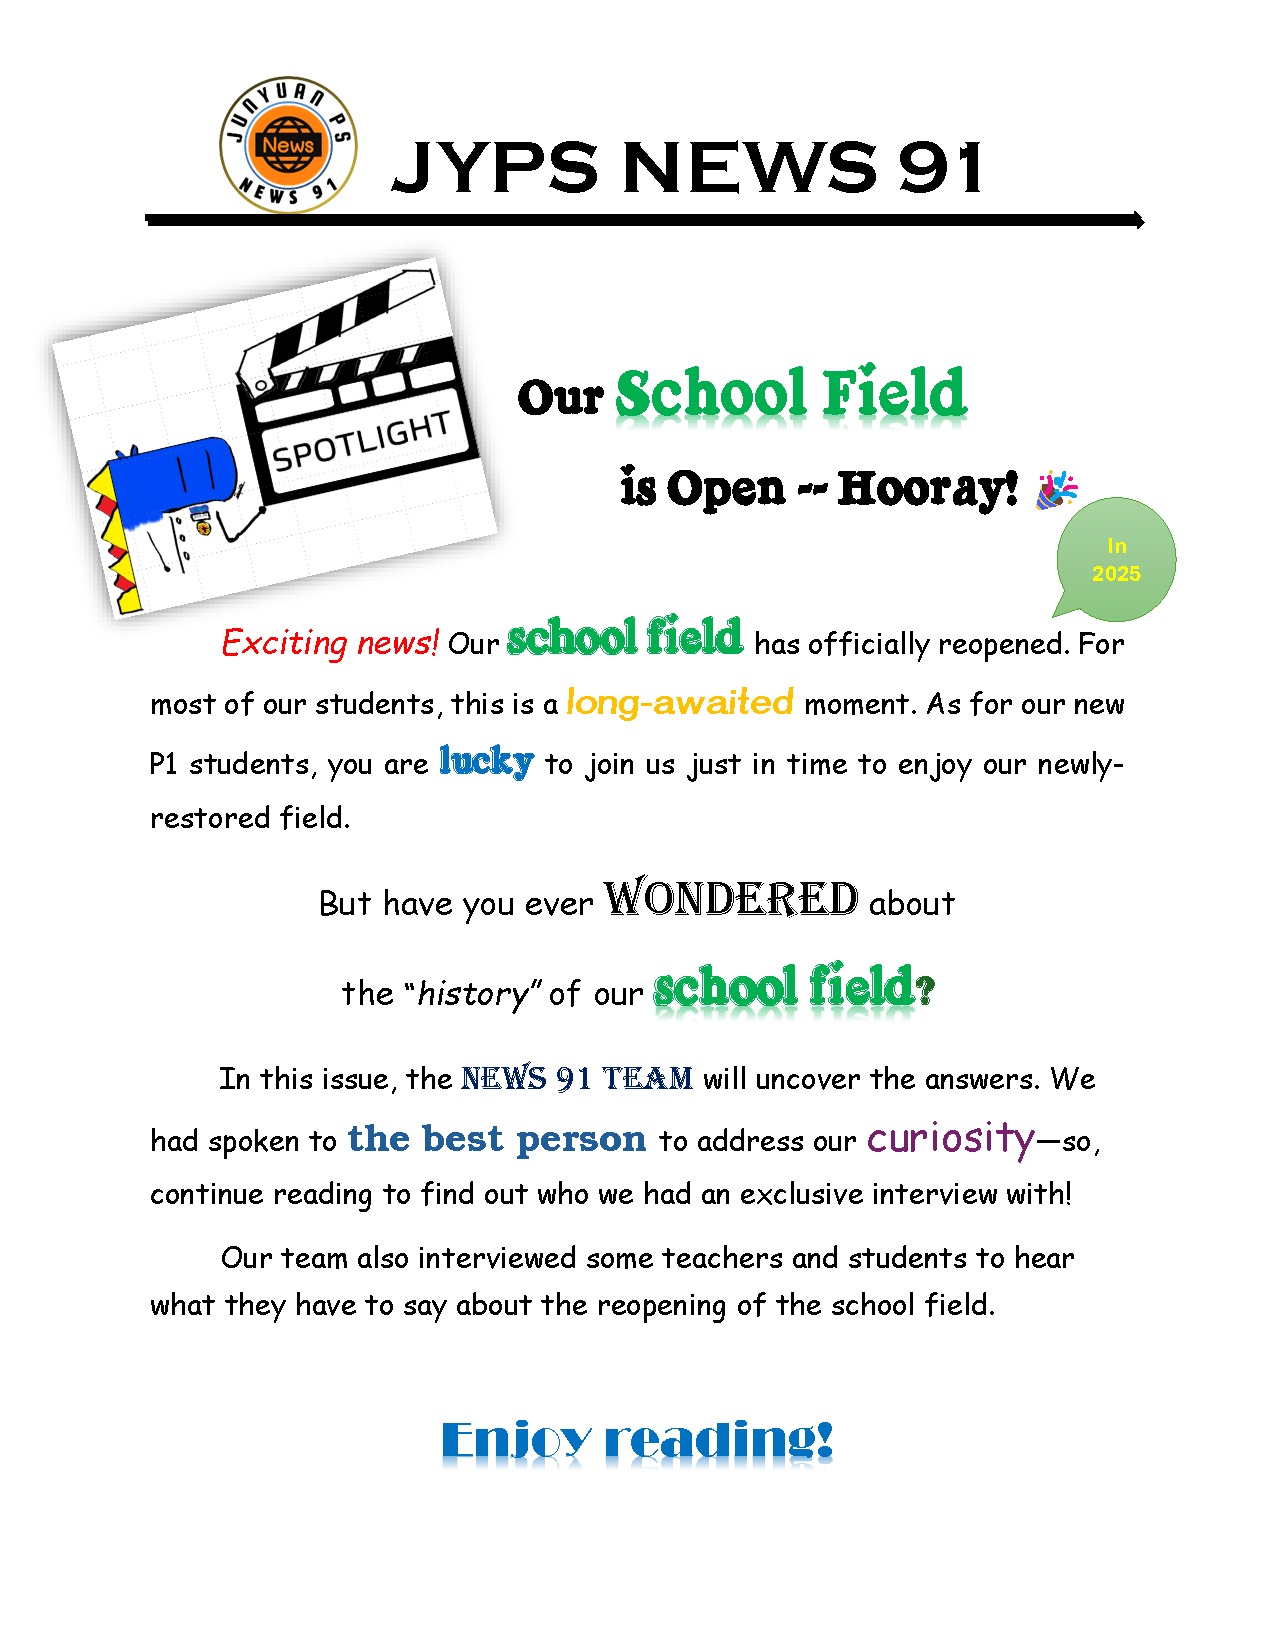 JUNYUAN PS
News
NEWS 91
JYPS NEWS 91
SPOTLIGHT
Our School Field
is Open -- Hooray! 🎉
In
2025
Exciting news! Our school field has officially reopened. For
most of our students, this is a long-awaited moment. As for our new
P1 students, you are lucky to join us just in time to enjoy our newly-
restored field.
But have you ever WONDERED about
the “history” of our school field?
In this issue, the NEWS 91 TEAM will uncover the answers. We
had spoken to the best person to address our curiosity—so,
continue reading to find out who we had an exclusive interview with!
Our team also interviewed some teachers and students to hear
what they have to say about the reopening of the school field.
Enjoy reading!